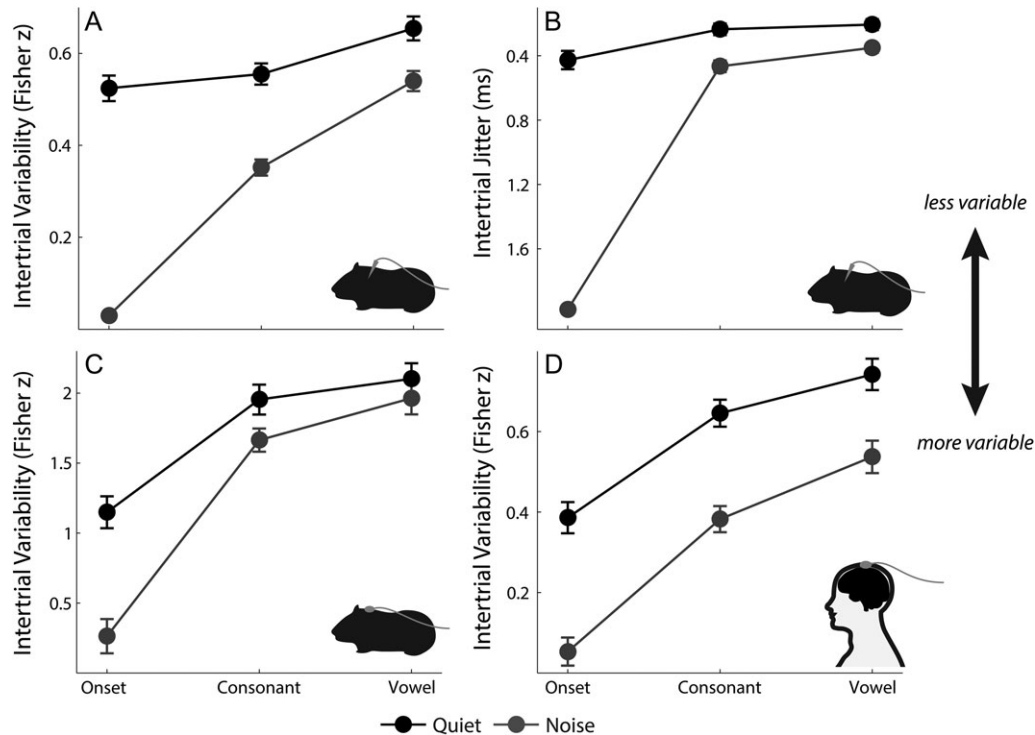 A
Intertrial Variability (Fisher z)
0.6
0.4
0.2
B
Intertrial Jitter (ms)
0.4
0.8
1.2
1.6
less variable
more variable
C
Intertrial Variability (Fisher z)
2
1.5
1
0.5
Onset Consonant Vowel
D
Intertrial Variability (Fisher z)
0.6
0.4
0.2
Onset Consonant Vowel
Quiet Noise